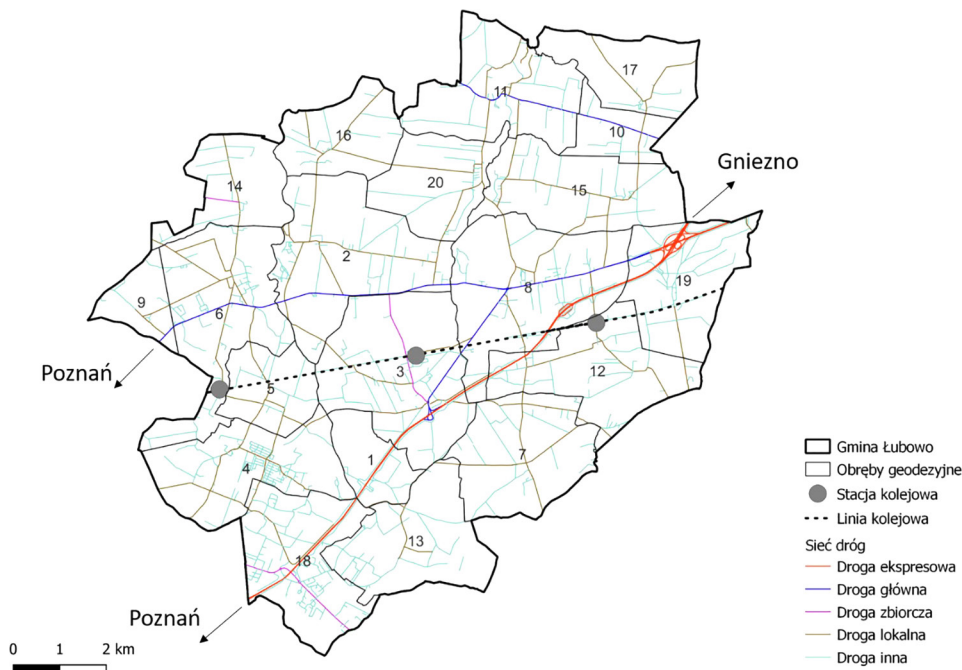 17
11
10
16
Gniezno
14
20
15
2
8
19
9
6
Poznań
3
12
5
7
4
1
13
18
Poznań
0 1 2 km
Gmina Łubowo
Obręby geodezyjne
Stacja kolejowa
Linia kolejowa
Sieć dróg
Droga ekspresowa
Droga główna
Droga zbiorcza
Droga lokalna
Droga inna